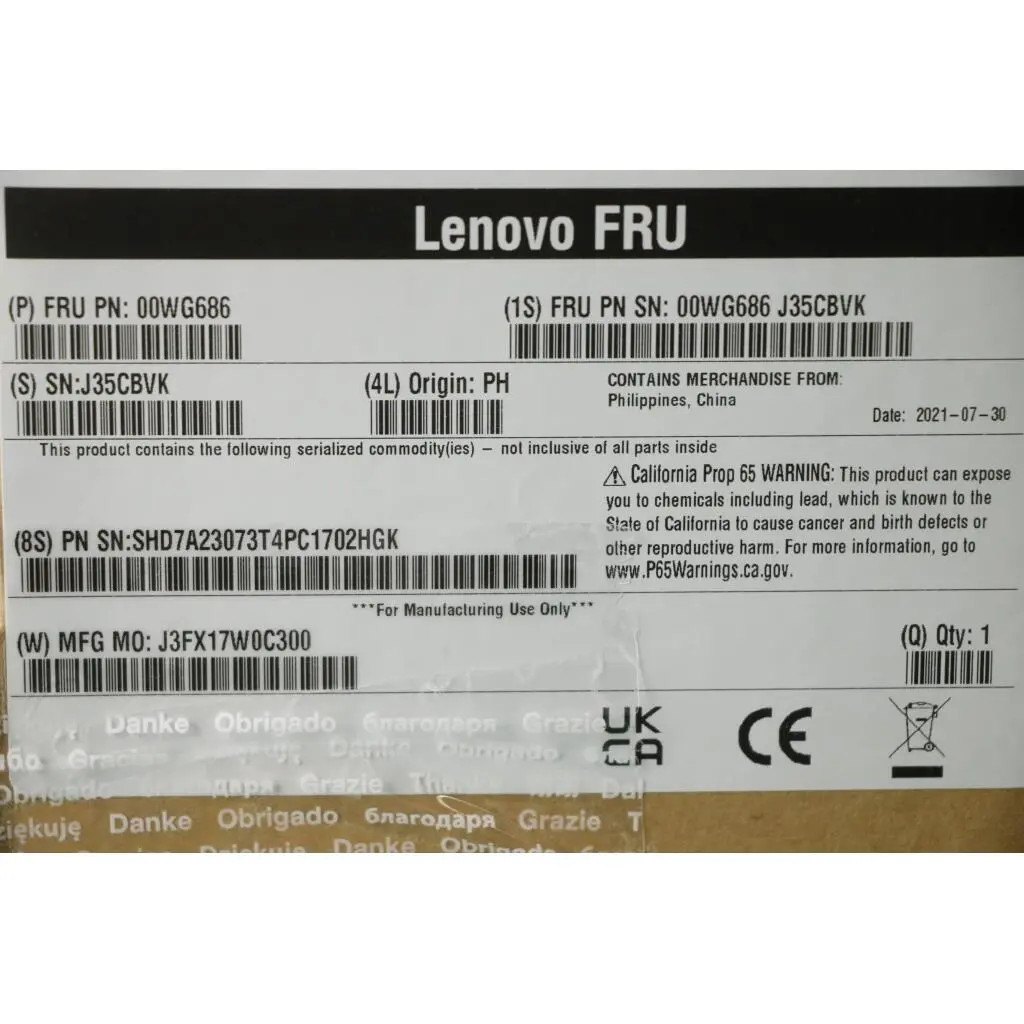 Lenovo FRU
(P) FRU PN: 00WG686
(1S) FRU PN SN: 00WG686 J35CBVK
(S) SN:J35CBVK
(4L) Origin: PH
CONTAINS MERCHANDISE FROM:
Philippines, China
Date: 2021-07-30
This product contains the following serialized commodity(ies) – not inclusive of all parts inside
⚠ California Prop 65 WARNING: This product can expose
you to chemicals including lead, which is known to the
State of California to cause cancer and birth defects or
other reproductive harm. For more information, go to
www.P65Warnings.ca.gov.
(8S) PN SN:SHD7A23073T4PC1702HGK
***For Manufacturing Use Only***
(W) MFG MO: J3FX17W0C300
(Q) Qty: 1
UK
CA
CE
Danke Obrigado благодаря Grazie
Gracias Danke Obrigado
Obrigado Grazie
Danke Obrigado благодаря Grazie T
Dziękuję Danke